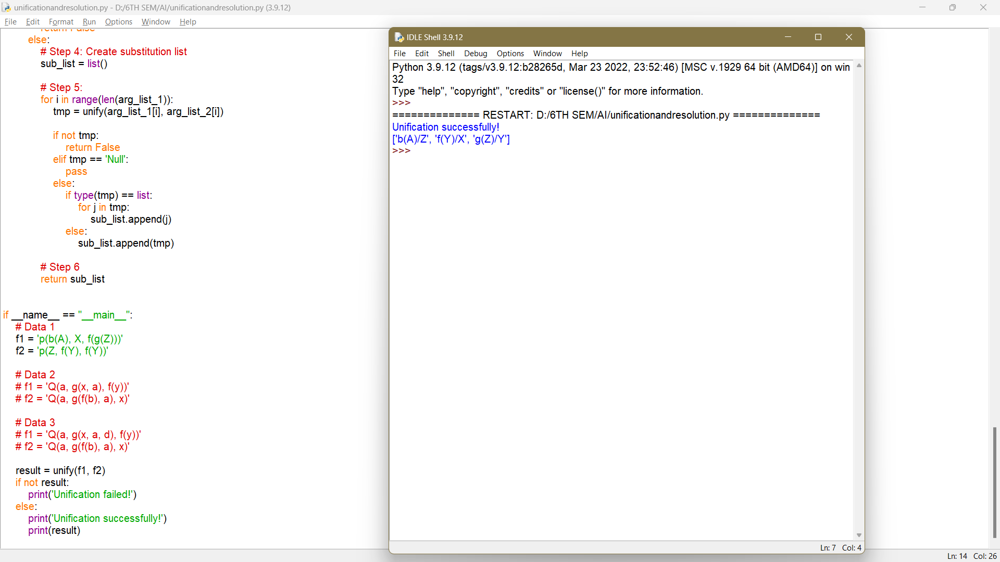 unificationandresolution.py - D:/6TH SEM/AI/unificationandresolution.py (3.9.12)
File Edit Format Run Options Window Help
return False
else:
# Step 4: Create substitution list
sub_list = list()
# Step 5:
for i in range(len(arg_list_1)):
tmp = unify(arg_list_1[i], arg_list_2[i])
if not tmp:
return False
elif tmp == 'Null':
pass
else:
if type(tmp) == list:
for j in tmp:
sub_list.append(j)
else:
sub_list.append(tmp)
# Step 6
return sub_list
if __name__ == "__main__":
# Data 1
f1 = 'p(b(A), X, f(g(Z)))'
f2 = 'p(Z, f(Y), f(Y))'
# Data 2
# f1 = 'Q(a, g(x, a), f(y))'
# f2 = 'Q(a, g(f(b), a), x)'
# Data 3
# f1 = 'Q(a, g(x, a, d), f(y))'
# f2 = 'Q(a, g(f(b), a), x)'
result = unify(f1, f2)
if not result:
print('Unification failed!')
else:
print('Unification successfully!')
print(result)
IDLE Shell 3.9.12
File Edit Shell Debug Options Window Help
Python 3.9.12 (tags/v3.9.12:b28265d, Mar 23 2022, 23:52:46) [MSC v.1929 64 bit (AMD64)] on win
32
Type "help", "copyright", "credits" or "license()" for more information.
>>>
============== RESTART: D:/6TH SEM/AI/unificationandresolution.py ==============
Unification successfully!
['b(A)/Z', 'f(Y)/X', 'g(Z)/Y']
>>>
Ln: 7 Col: 4
Ln: 14 Col: 26